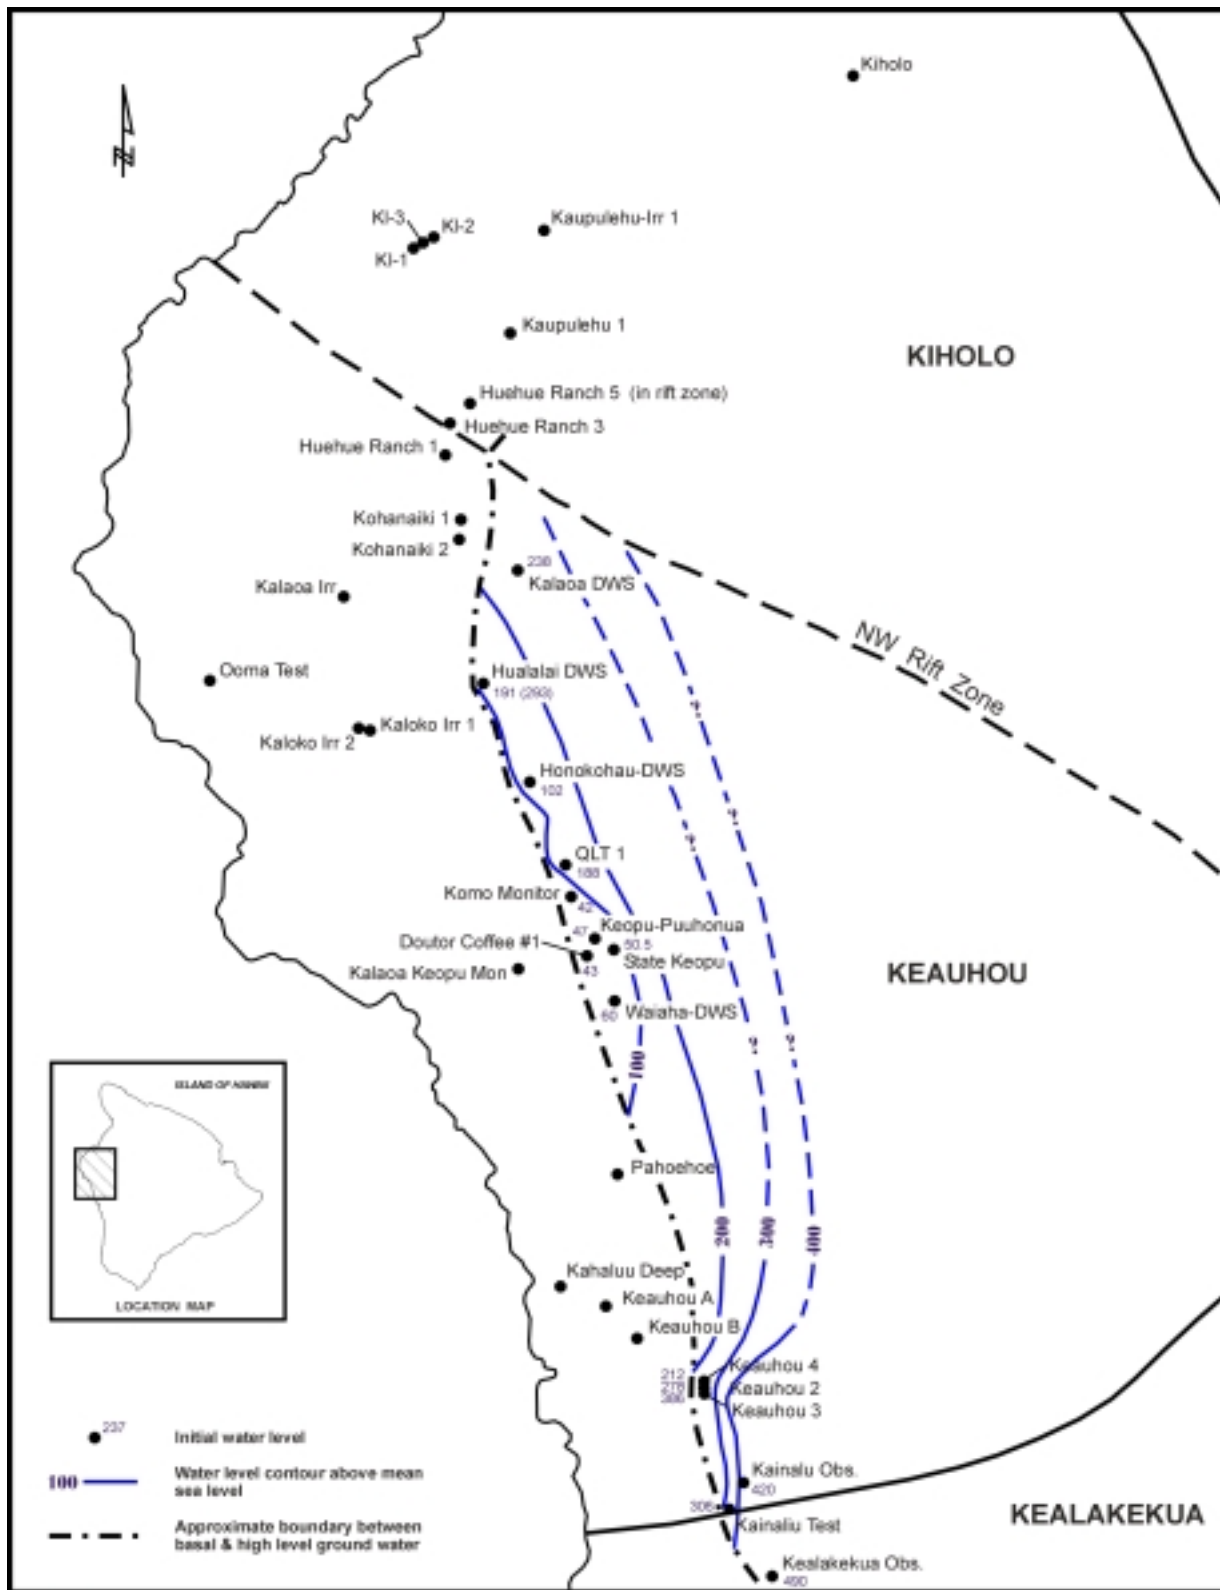 Kiholo
N
KI-3
KI-2
KI-1
Kaupulehu-Irr 1
Kaupulehu 1
KIHOLO
Huehue Ranch 5 (in rift zone)
Huehue Ranch 3
Huehue Ranch 1
Kohanaiki 1
Kohanaiki 2
238
Kalaoa DWS
Kalaoa Irr
NW Rift Zone
Ooma Test
Hualalai DWS
191 (293)
-?-
Kaloko Irr 1
Kaloko Irr 2
Honokohau-DWS
102
-?-
-?-
QLT 1
188
Komo Monitor
42
47
Keopu-Puuhonua
Doutor Coffee #1
50.5
State Keopu
43
Kalaoa Keopu Mon
KEAUHOU
60
Waiaha-DWS
-?-
-?-
100
ISLAND OF HAWAII
LOCATION MAP
Pahoehoe
200
300
400
Kahaluu Deep
Keauhou A
Keauhou B
212
Keauhou 4
Keauhou 2
Keauhou 3
237
Initial water level
100
Water level contour above mean
sea level
Approximate boundary between
basal & high level ground water
Kainalu Obs.
420
306
Kainaliu Test
KEALAKEKUA
Kealakekua Obs.
490